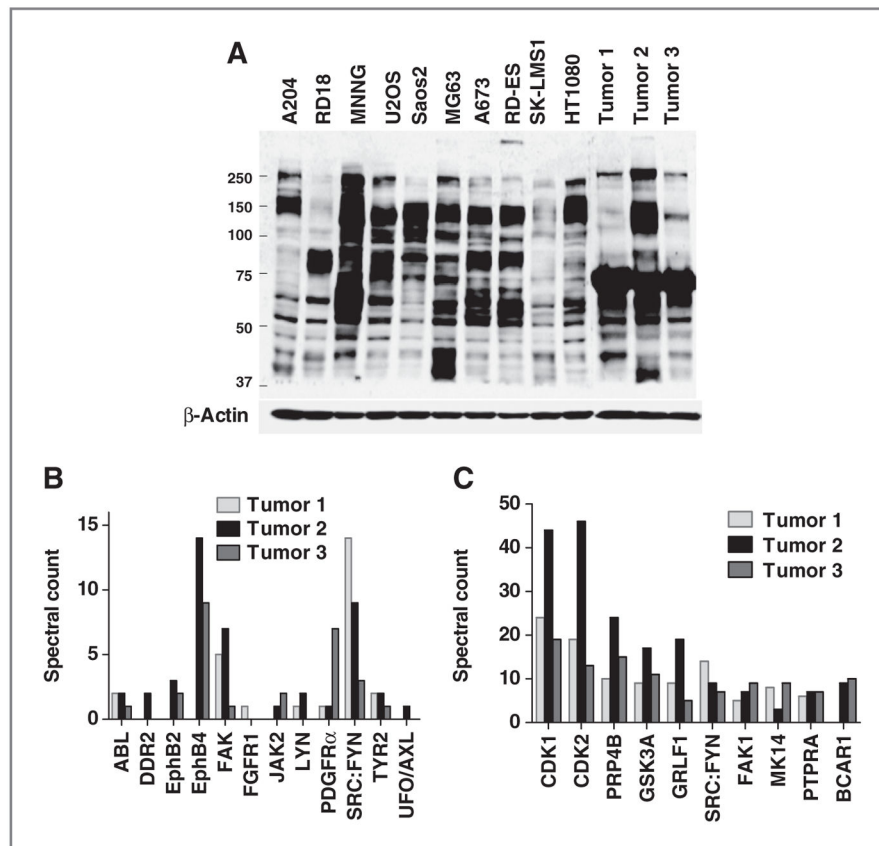 A
A204
RD18
MNNG
U2OS
Saos2
MG63
A673
RD-ES
SK-LMS1
HT1080
Tumor 1
Tumor 2
Tumor 3
250
150
100
75
50
37
β-Actin
B
Tumor 1
Tumor 2
Tumor 3
Spectral count
15
10
5
0
ABL
DDR2
EphB2
EphB4
FAK
FGFR1
JAK2
LYN
PDGFRα
SRC:FYN
TYR2
UFO/AXL
C
Tumor 1
Tumor 2
Tumor 3
Spectral count
50
40
30
20
10
0
CDK1
CDK2
PRP4B
GSK3A
GRLF1
SRC:FYN
FAK1
MK14
PTPRA
BCAR1